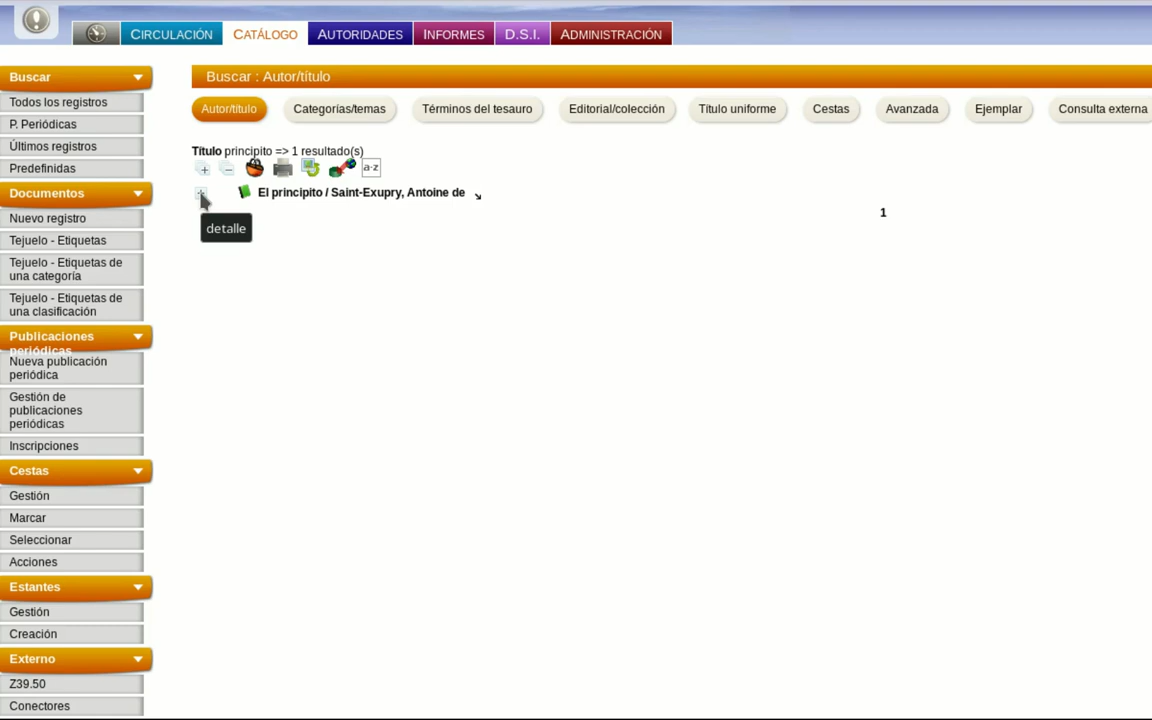 CIRCULACIÓN CATÁLOGO AUTORIDADES INFORMES D.S.I. ADMINISTRACIÓN
Buscar
Todos los registros
P. Periódicas
Últimos registros
Predefinidas
Documentos
Nuevo registro
Tejuelo - Etiquetas
Tejuelo - Etiquetas de
una categoría
Tejuelo - Etiquetas de
una clasificación
Publicaciones
periódicas
Nueva publicación
periódica
Gestión de
publicaciones
periódicas
Inscripciones
Cestas
Gestión
Marcar
Seleccionar
Acciones
Estantes
Gestión
Creación
Externo
Z39.50
Conectores
Buscar : Autor/título
Autor/título Categorías/temas Términos del tesauro Editorial/colección Título uniforme Cestas Avanzada Ejemplar Consulta externa
Título principito => 1 resultado(s)
a-z
El principito / Saint-Exupry, Antoine de
1
detalle